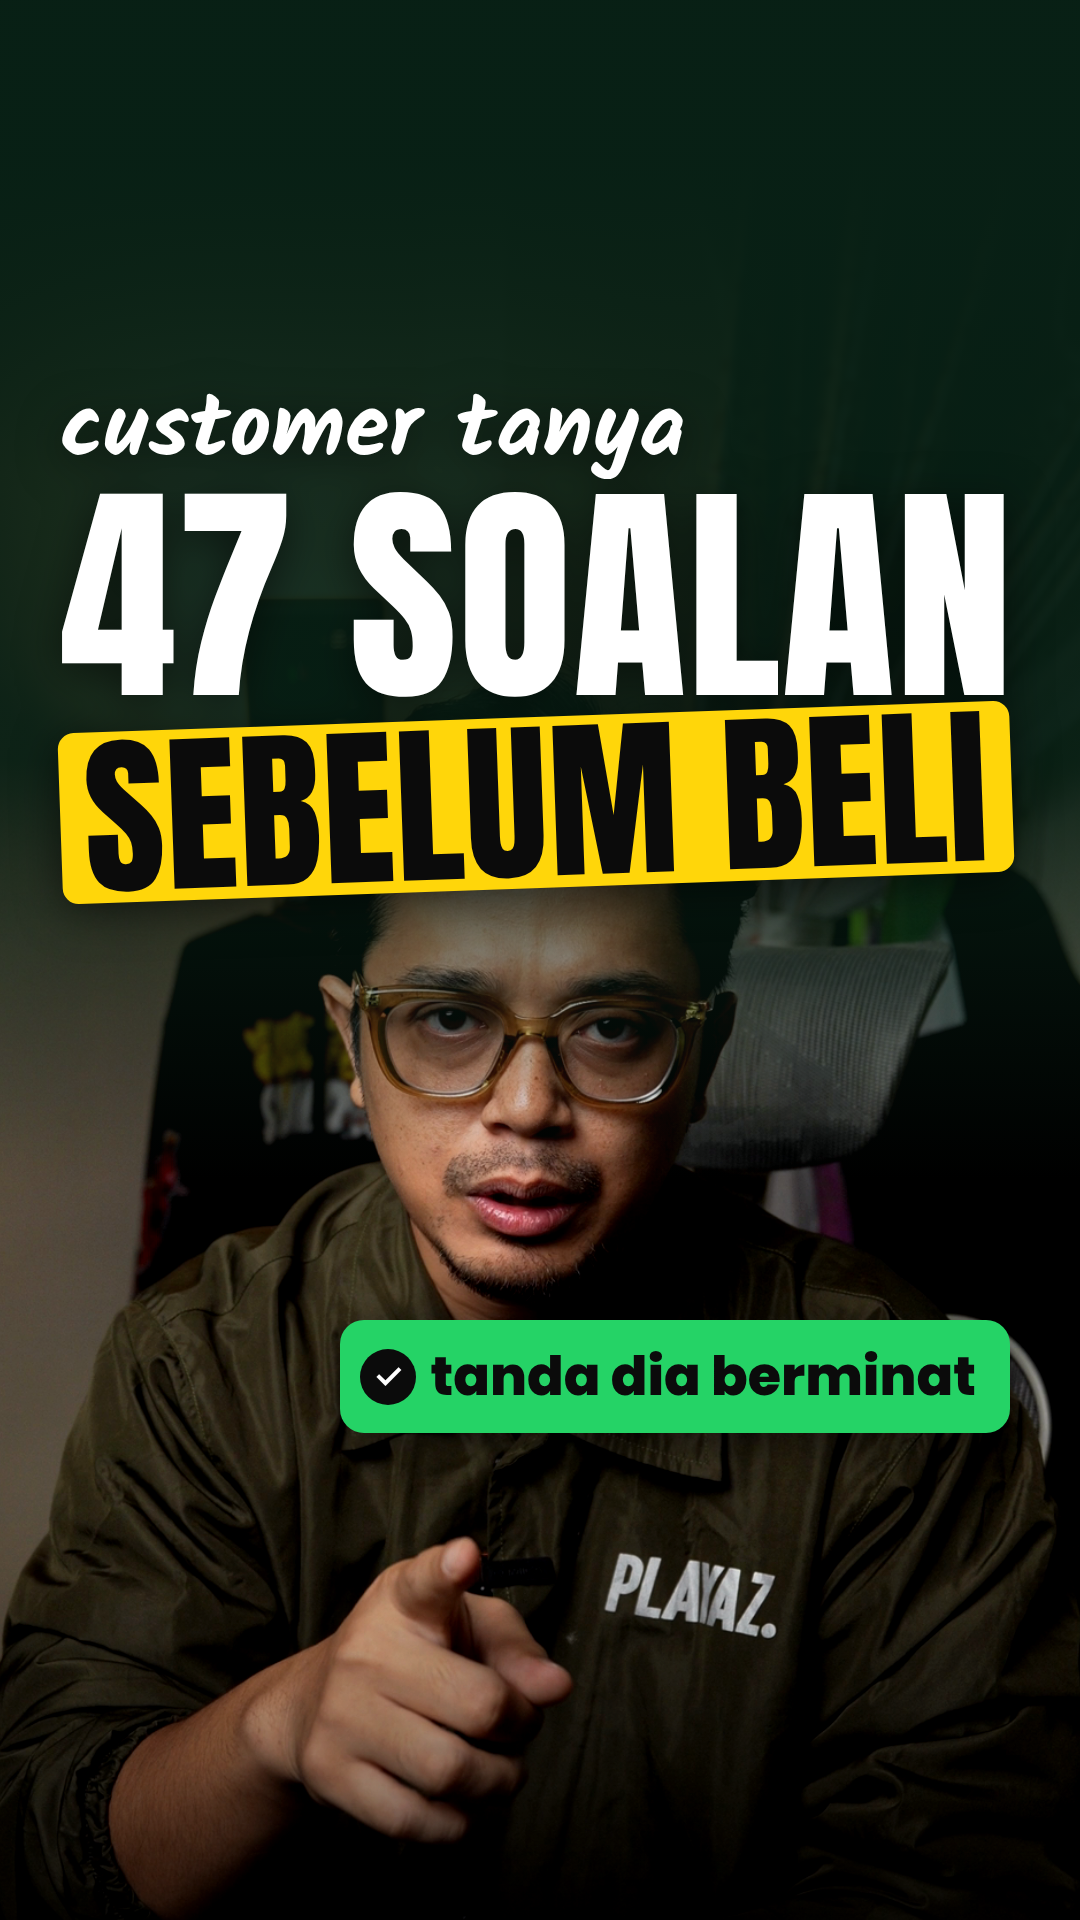 customer tanya
47 SOALAN
SEBELUM BELI
tanda dia berminat
PLAYAZ.